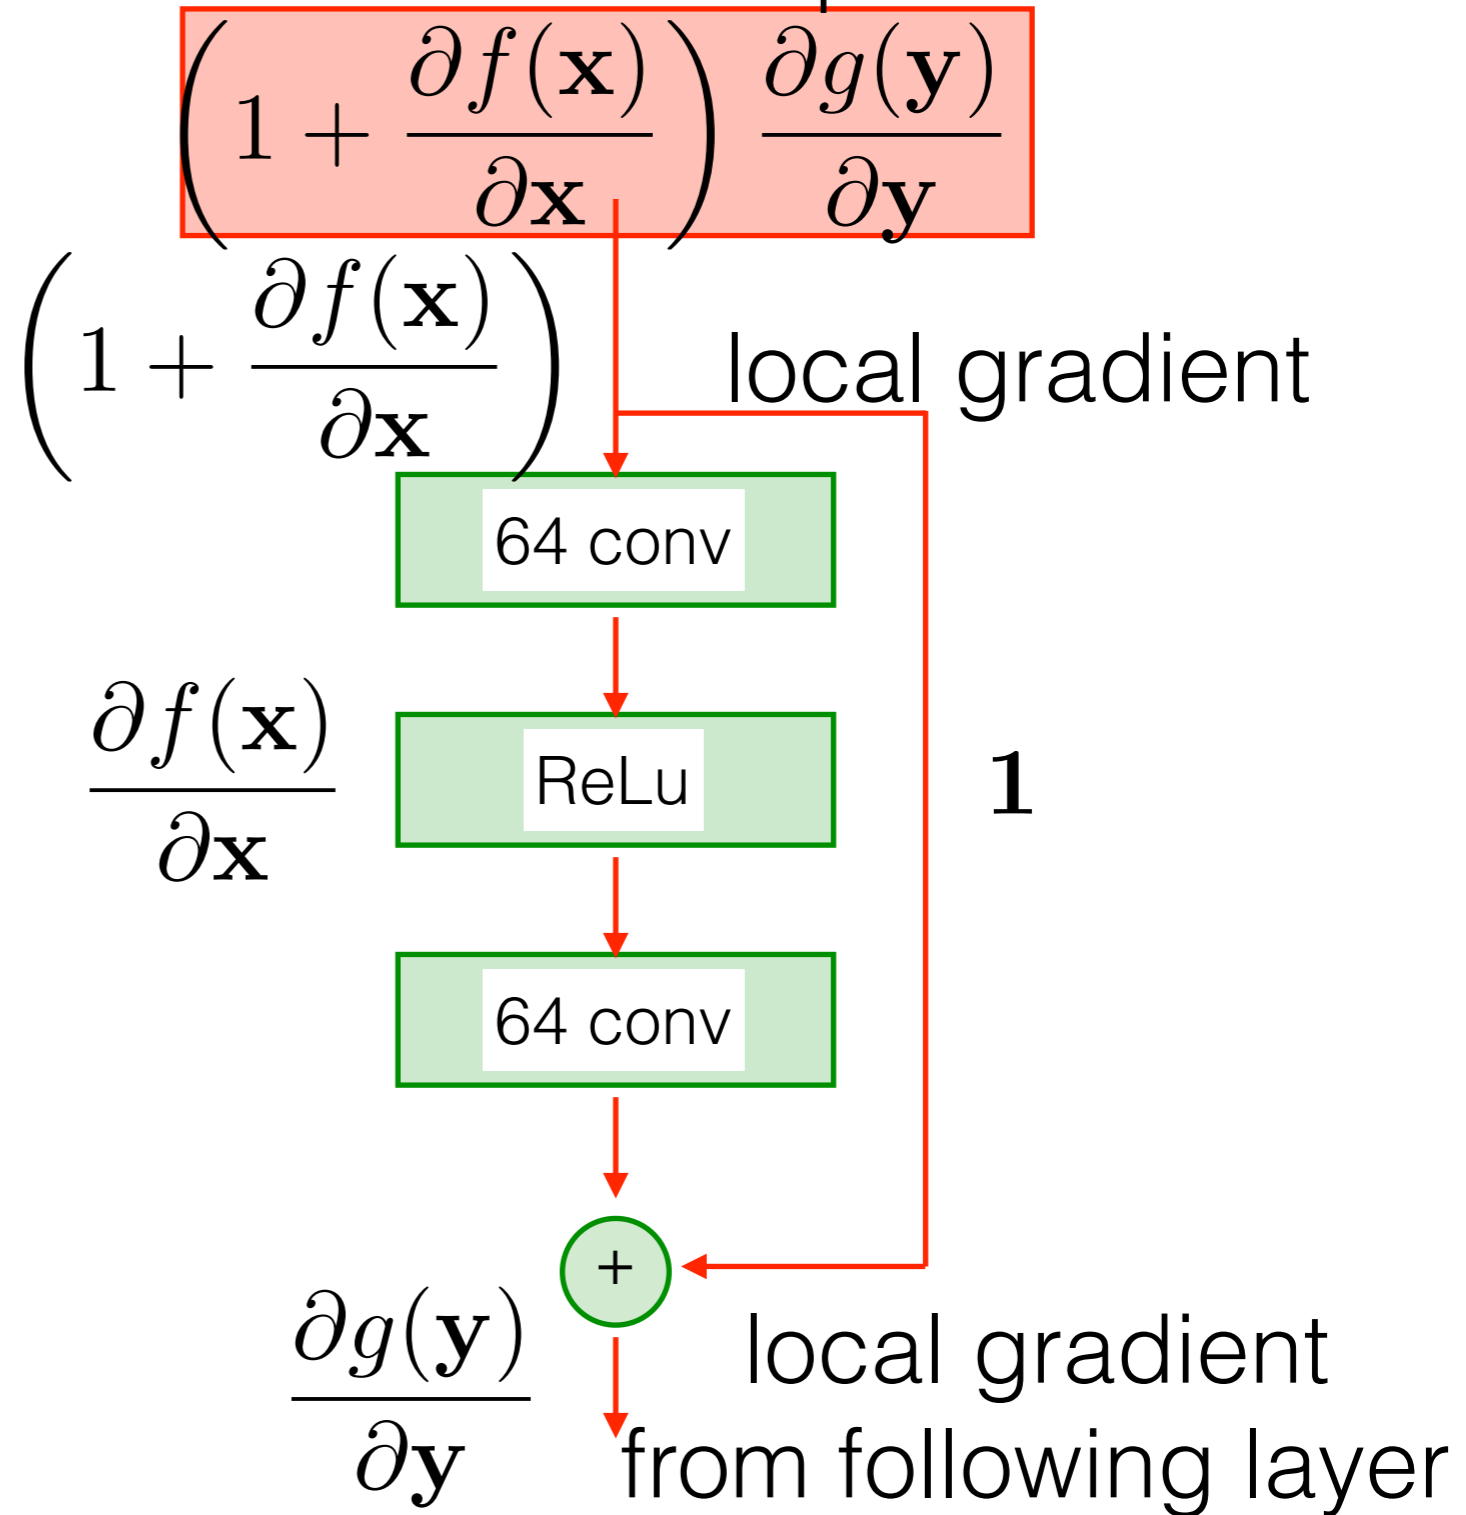 (1 + ∂f(𝐱)/∂𝐱) ∂g(𝐲)/∂𝐲
(1 + ∂f(𝐱)/∂𝐱)
local gradient
64 conv
∂f(𝐱)/∂𝐱
ReLu
𝟏
64 conv
+
∂g(𝐲)/∂𝐲
local gradient
from following layer